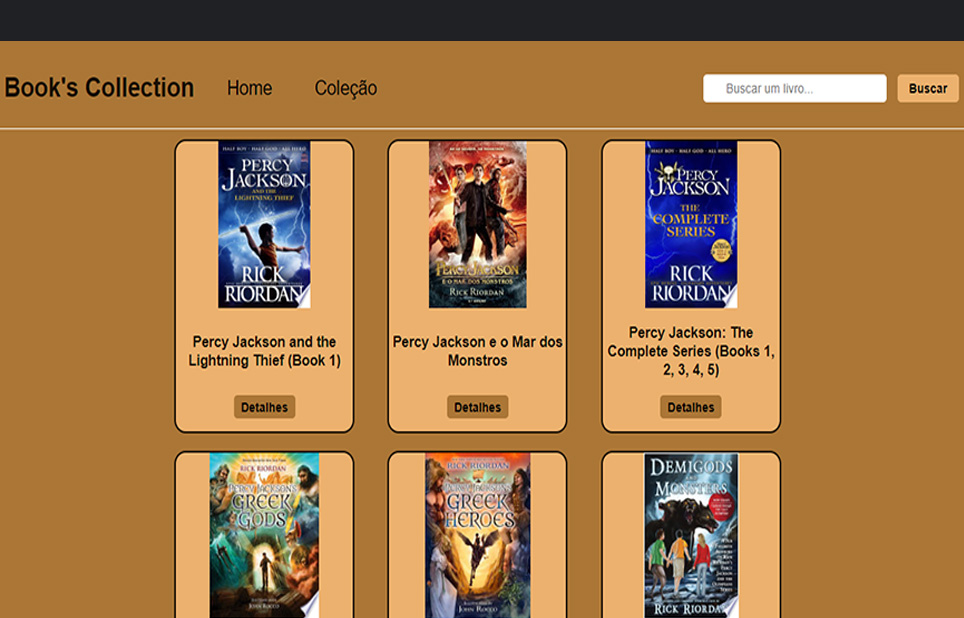 Book's Collection Home Coleção Buscar um livro... Buscar
HALF BOY · HALF GOD · ALL HERO
PERCY
JACKSON
AND THE
LIGHTNING THIEF
RICK
RIORDAN
Percy Jackson and the
Lightning Thief (Book 1)
Detalhes
PERCY JACKSON
E O MAR DOS MONSTROS
RICK RIORDAN
Percy Jackson e o Mar dos
Monstros
Detalhes
HALF BOY · HALF GOD · ALL HERO
PERCY
JACKSON
THE
COMPLETE
SERIES
RICK
RIORDAN
Percy Jackson: The
Complete Series (Books 1,
2, 3, 4, 5)
Detalhes
RICK RIORDAN
PERCY JACKSON'S
GREEK
GODS
JOHN ROCCO
RICK RIORDAN
PERCY JACKSON'S
GREEK
HEROES
JOHN ROCCO
DEMIGODS
AND
MONSTERS
RICK RIORDAN